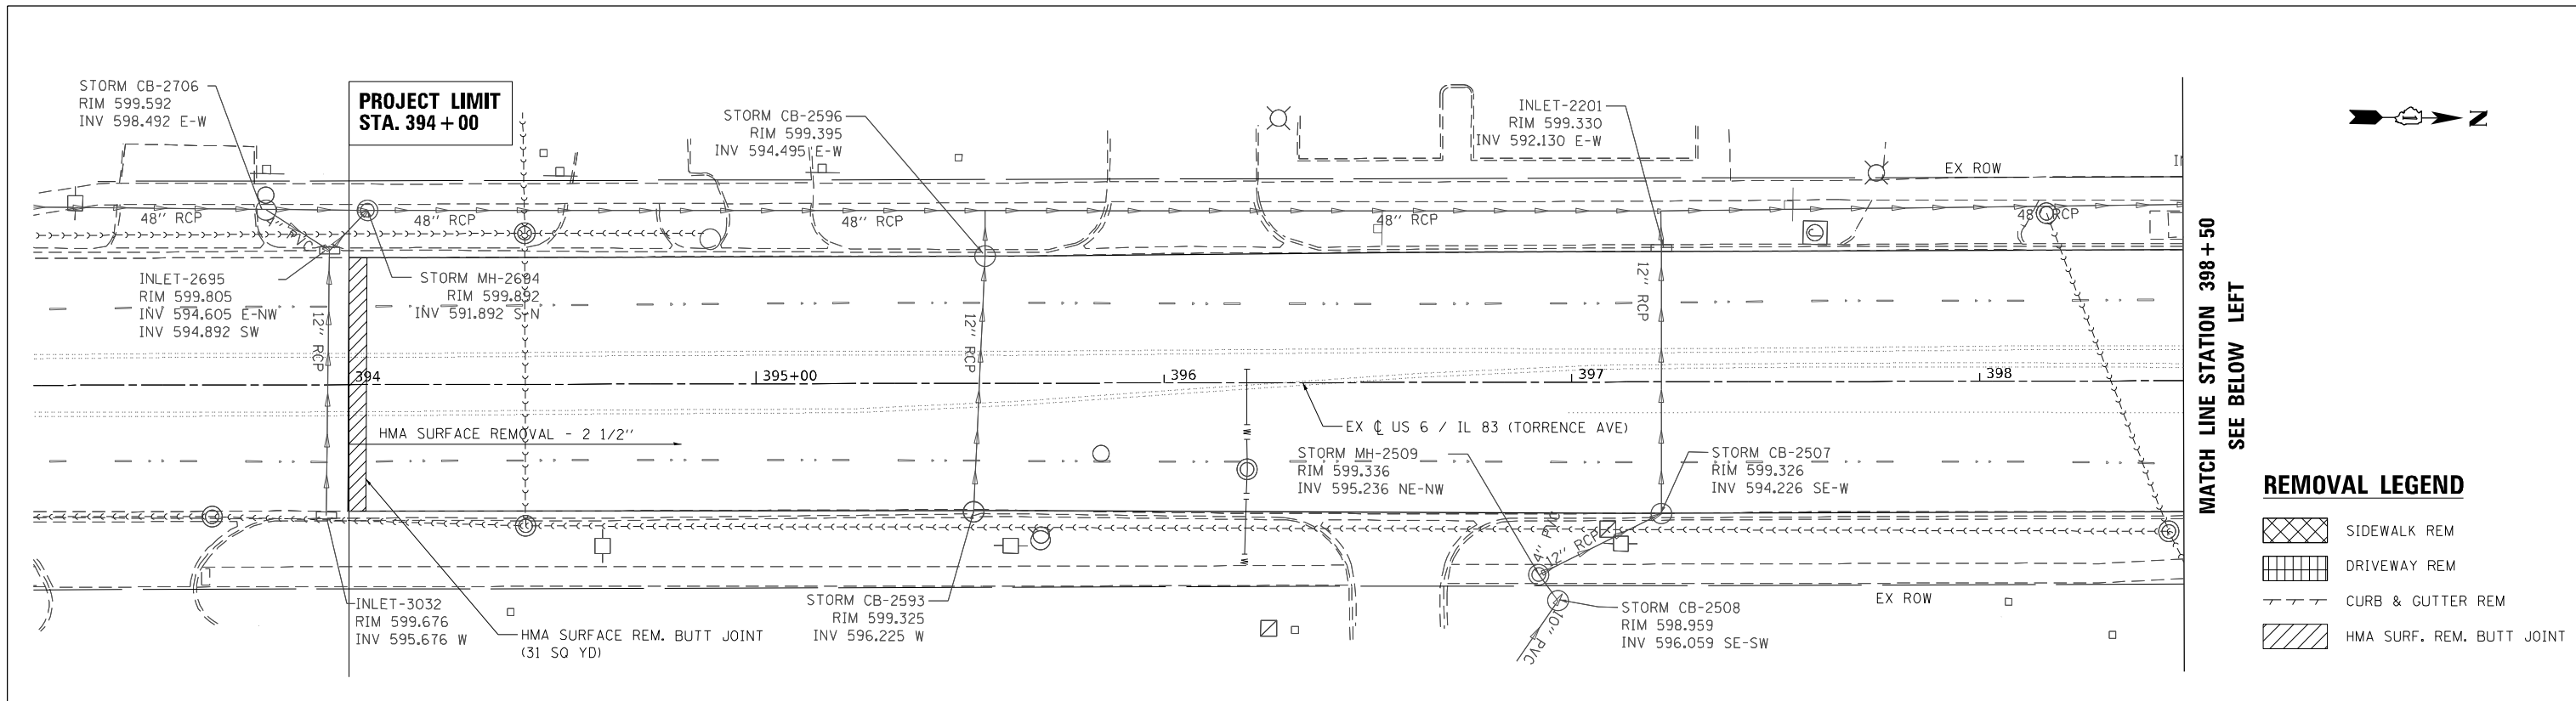 STORM CB-2706
RIM 599.592
INV 598.492 E-W
PROJECT LIMIT
STA. 394+00
STORM CB-2596
RIM 599.395
INV 594.495 E-W
INLET-2201
RIM 599.330
INV 592.130 E-W
EX ROW
N
48" RCP
48" RCP
48" RCP
48" RCP
48" RCP
4" PVC
INLET-2695
RIM 599.805
INV 594.605 E-NW
INV 594.892 SW
STORM MH-2694
RIM 599.892
INV 591.892 S-N
12" RCP
12" RCP
12" RCP
394
395+00
396
397
398
HMA SURFACE REMOVAL - 2 1/2"
EX ℄ US 6 / IL 83 (TORRENCE AVE)
W
W
STORM MH-2509
RIM 599.336
INV 595.236 NE-NW
STORM CB-2507
RIM 599.326
INV 594.226 SE-W
4" PVC
12" RCP
10" PVC
INLET-3032
RIM 599.676
INV 595.676 W
HMA SURFACE REM. BUTT JOINT
(31 SQ YD)
STORM CB-2593
RIM 599.325
INV 596.225 W
STORM CB-2508
RIM 598.959
INV 596.059 SE-SW
EX ROW
MATCH LINE STATION 398+50
SEE BELOW LEFT
REMOVAL LEGEND
SIDEWALK REM
DRIVEWAY REM
CURB & GUTTER REM
HMA SURF. REM. BUTT JOINT